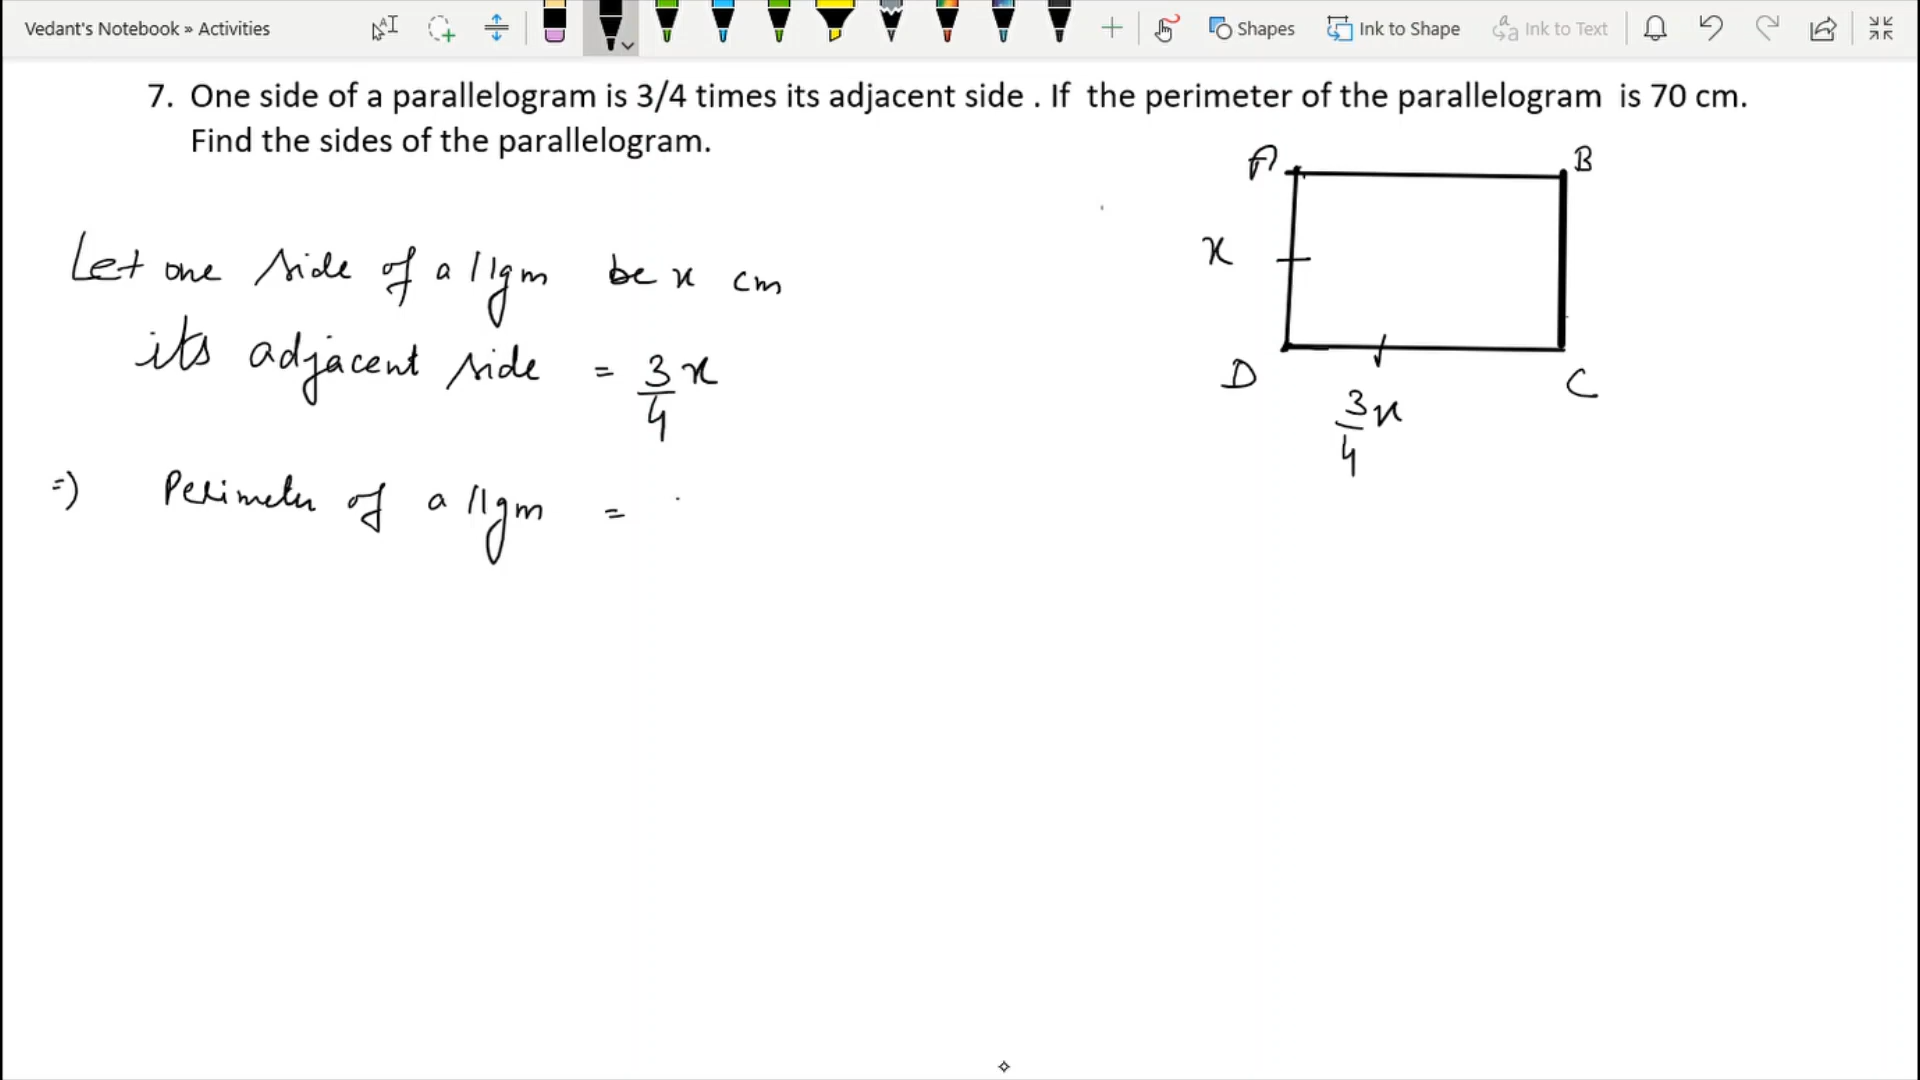 Vedant's Notebook » Activities
Shapes
Ink to Shape
Ink to Text
7. One side of a parallelogram is 3/4 times its adjacent side . If the perimeter of the parallelogram is 70 cm.
Find the sides of the parallelogram.
A
B
x
D
C
3/4 x
Let one side of a llgm be x cm
its adjacent side = 3/4 x
=) Perimeter of a llgm =